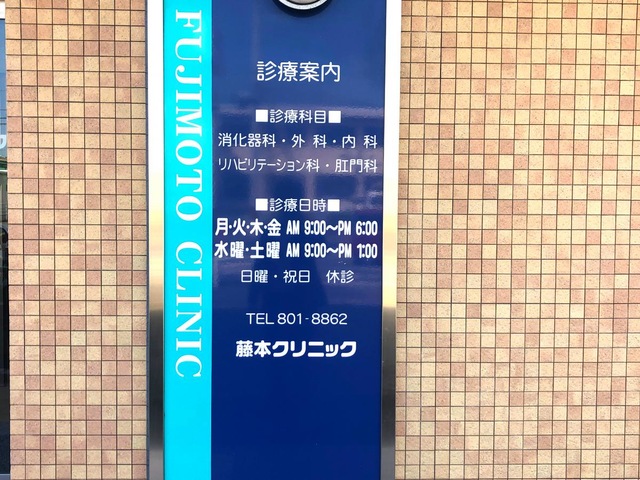 FUJIMOTO CLINIC
診療案内
■診療科目■
消化器科・外 科・内 科
リハビリテーション科・肛門科
■診療日時■
月・火・木・金 AM 9:00〜PM 6:00
水曜・土曜 AM 9:00〜PM 1:00
日曜・祝日 休診
TEL 801-8862
藤本クリニック